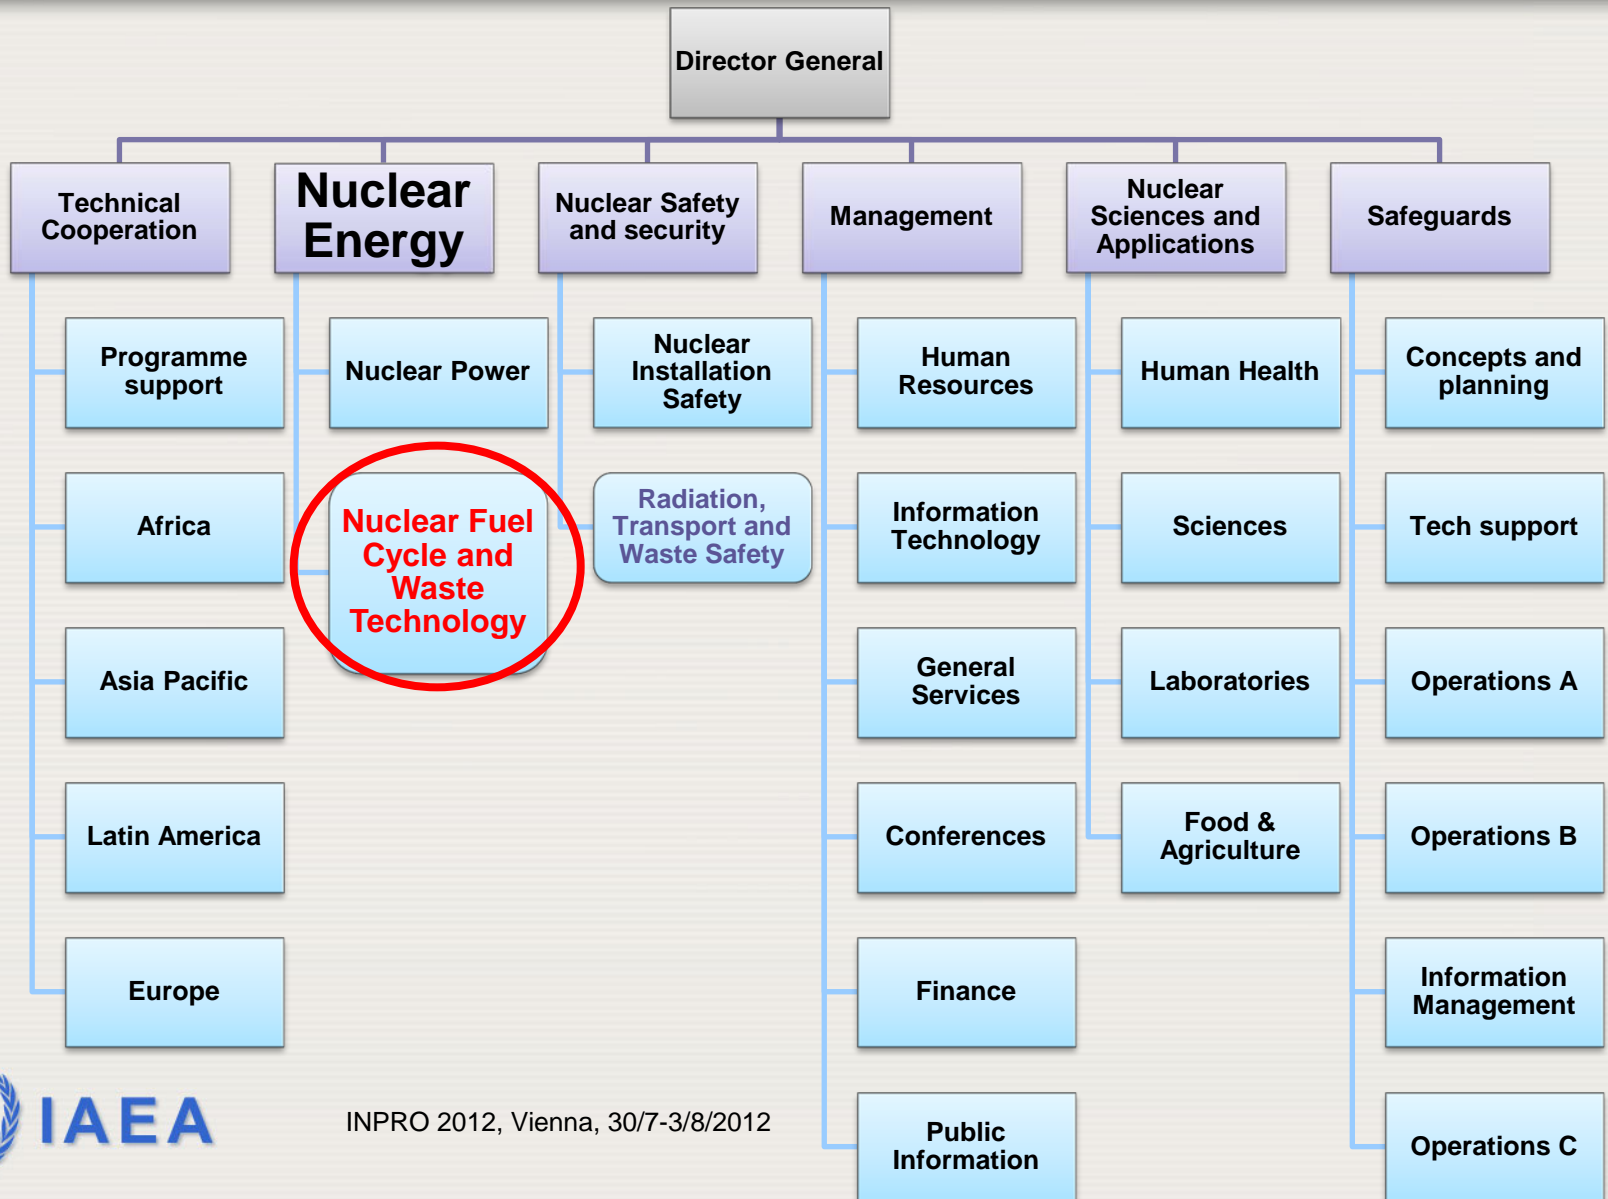 Director General
Technical
Cooperation
Nuclear
Energy
Nuclear Safety
and security
Management
Nuclear
Sciences and
Applications
Safeguards
Programme
support
Nuclear Power
Nuclear
Installation
Safety
Human
Resources
Human Health
Concepts and
planning
Africa
Nuclear Fuel
Cycle and
Waste
Technology
Radiation,
Transport and
Waste Safety
Information
Technology
Sciences
Tech support
Asia Pacific
General
Services
Laboratories
Operations A
Latin America
Conferences
Food &
Agriculture
Operations B
Europe
Finance
Information
Management
Public
Information
Operations C
IAEA
INPRO 2012, Vienna, 30/7-3/8/2012